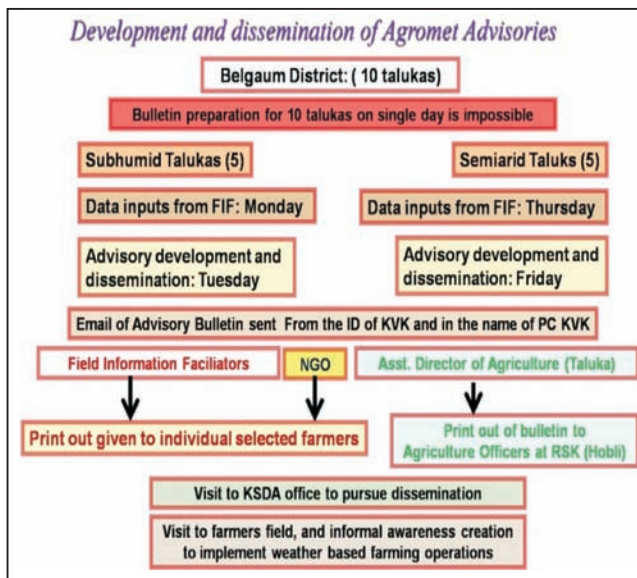 Development and dissemination of Agromet Advisories
Belgaum District: ( 10 talukas)
Bulletin preparation for 10 talukas on single day is impossible
Subhumid Talukas (5)
Semiarid Taluks (5)
Data inputs from FIF: Monday
Data inputs from FIF: Thursday
Advisory development and
dissemination: Tuesday
Advisory development and
dissemination: Friday
Email of Advisory Bulletin sent From the ID of KVK and in the name of PC KVK
Field Information Faciliators
NGO
Asst. Director of Agriculture (Taluka)
Print out given to individual selected farmers
Print out of bulletin to
Agriculture Officers at RSK (Hobli)
Visit to KSDA office to pursue dissemination
Visit to farmers field, and informal awareness creation
to implement weather based farming operations